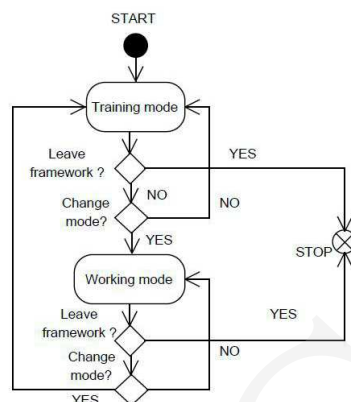 START
Training mode
Leave
framework ?
YES
NO
NO
Change
mode?
YES
STOP
Working mode
Leave
framework ?
YES
NO
Change
mode?
YES